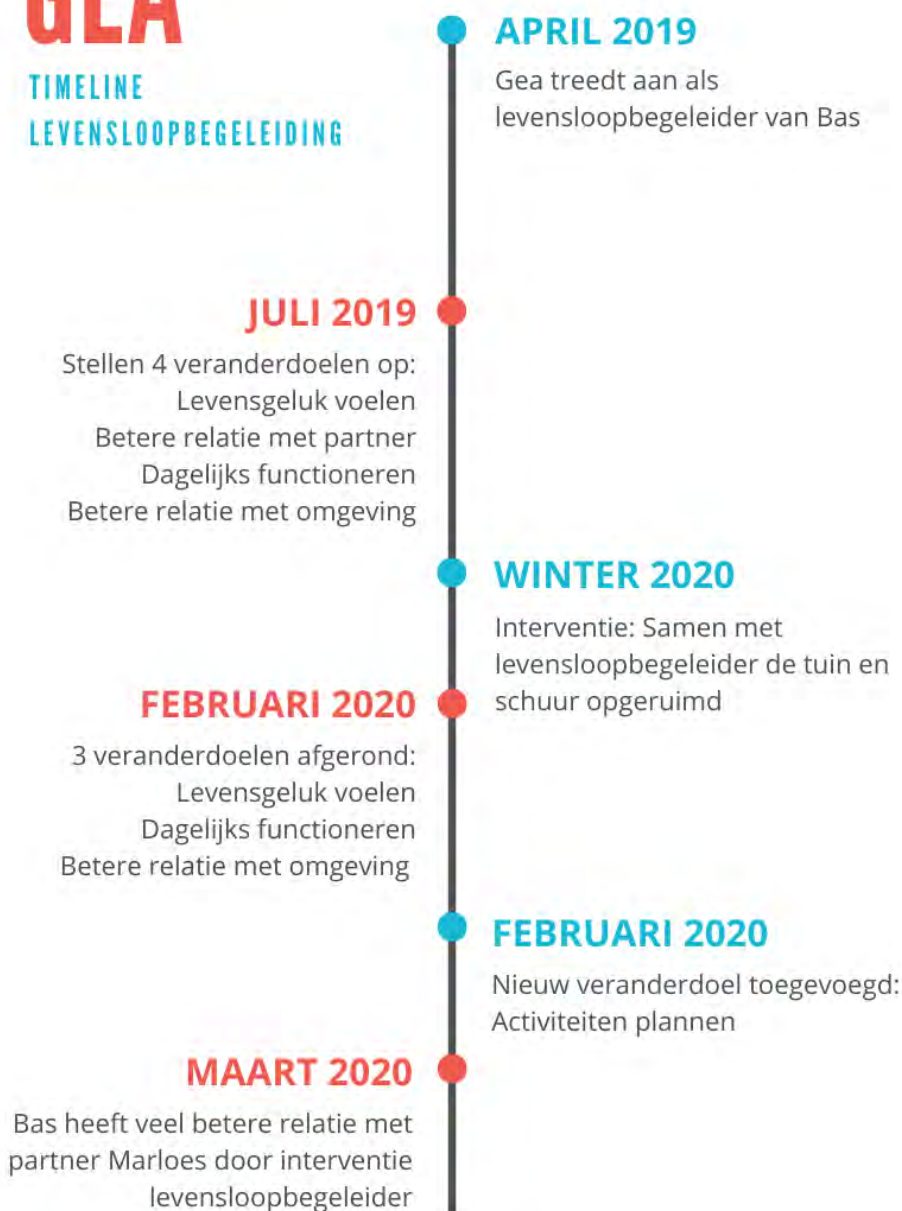 GEA
TIMELINE
LEVENSLOOPBEGELEIDING
APRIL 2019
Gea treedt aan als
levensloopbegeleider van Bas
JULI 2019
Stellen 4 veranderdoelen op:
Levensgeluk voelen
Betere relatie met partner
Dagelijks functioneren
Betere relatie met omgeving
WINTER 2020
Interventie: Samen met
levensloopbegeleider de tuin en
schuur opgeruimd
FEBRUARI 2020
3 veranderdoelen afgerond:
Levensgeluk voelen
Dagelijks functioneren
Betere relatie met omgeving
FEBRUARI 2020
Nieuw veranderdoel toegevoegd:
Activiteiten plannen
MAART 2020
Bas heeft veel betere relatie met
partner Marloes door interventie
levensloopbegeleider